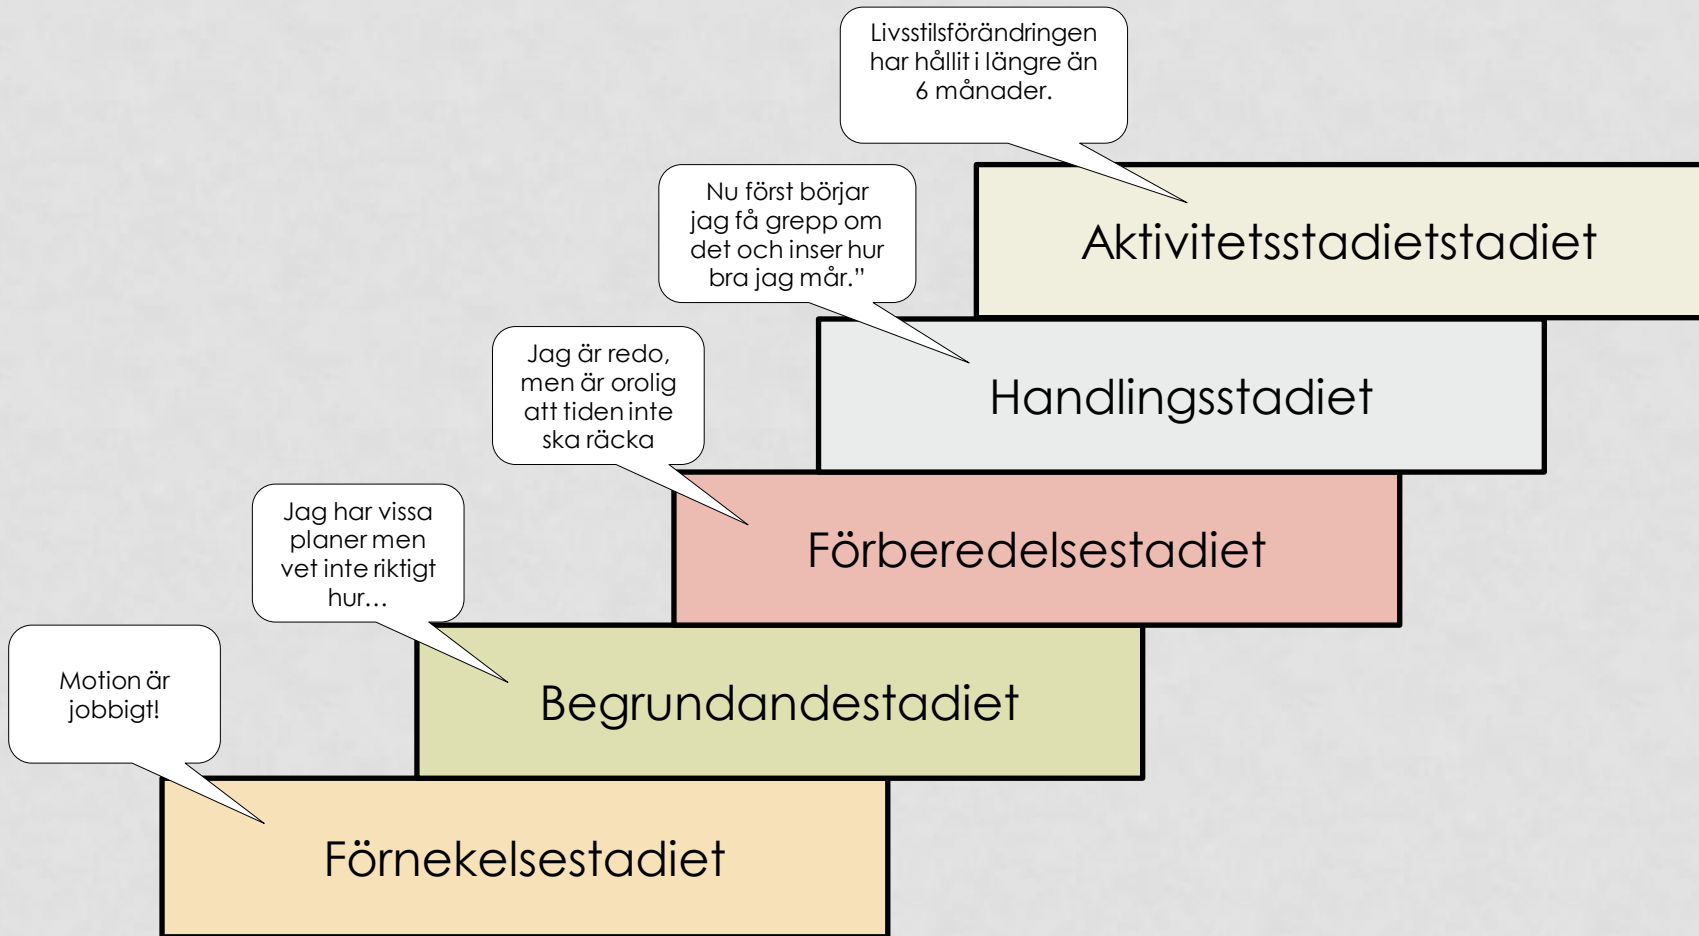 Livsstilsförändringen
har hållit i längre än
6 månader.
Aktivitetsstadietstadiet
Nu först börjar
jag få grepp om
det och inser hur
bra jag mår.”
Handlingsstadiet
Jag är redo,
men är orolig
att tiden inte
ska räcka
Förberedelsestadiet
Jag har vissa
planer men
vet inte riktigt
hur…
Begrundandestadiet
Motion är
jobbigt!
Förnekelsestadiet